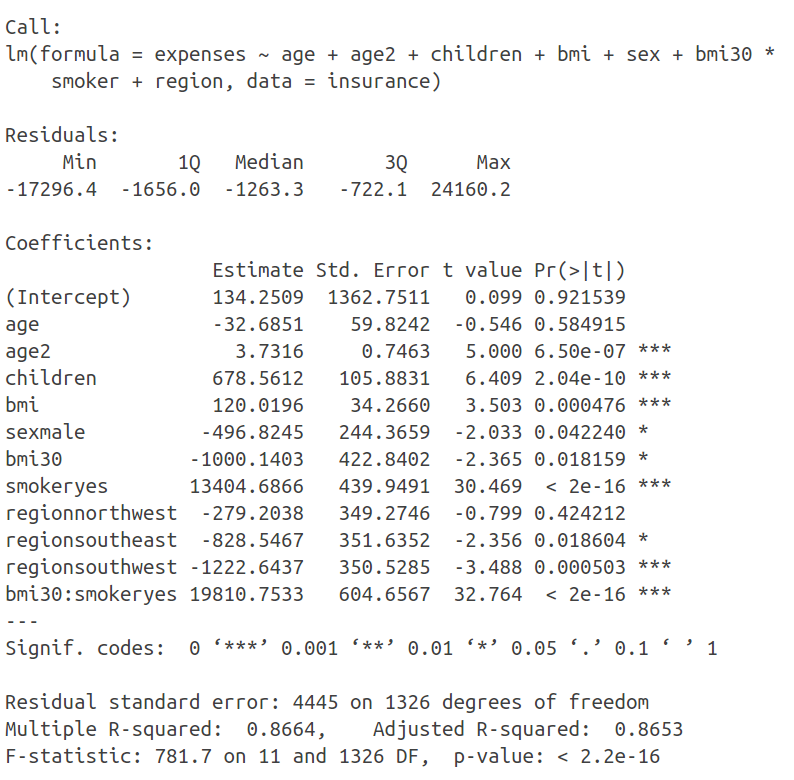 Call:
lm(formula = expenses ~ age + age2 + children + bmi + sex + bmi30 *
    smoker + region, data = insurance)

Residuals:
     Min       1Q   Median       3Q      Max
-17296.4  -1656.0  -1263.3   -722.1  24160.2

Coefficients:
                  Estimate Std. Error t value Pr(>|t|)
(Intercept)       134.2509  1362.7511   0.099 0.921539
age               -32.6851    59.8242  -0.546 0.584915
age2                3.7316     0.7463   5.000 6.50e-07 ***
children          678.5612   105.8831   6.409 2.04e-10 ***
bmi               120.0196    34.2660   3.503 0.000476 ***
sexmale          -496.8245   244.3659  -2.033 0.042240 *
bmi30           -1000.1403   422.8402  -2.365 0.018159 *
smokeryes       13404.6866   439.9491  30.469  < 2e-16 ***
regionnorthwest  -279.2038   349.2746  -0.799 0.424212
regionsoutheast  -828.5467   351.6352  -2.356 0.018604 *
regionsouthwest -1222.6437   350.5285  -3.488 0.000503 ***
bmi30:smokeryes 19810.7533   604.6567  32.764  < 2e-16 ***
---
Signif. codes:  0 ‘***’ 0.001 ‘**’ 0.01 ‘*’ 0.05 ‘.’ 0.1 ‘ ’ 1

Residual standard error: 4445 on 1326 degrees of freedom
Multiple R-squared:  0.8664,    Adjusted R-squared:  0.8653
F-statistic: 781.7 on 11 and 1326 DF,  p-value: < 2.2e-16